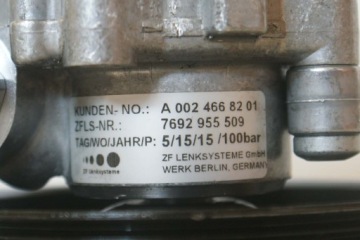 KUNDEN- NO.: A 002 466 82 01
ZFLS-NR.: 7692 955 509
TAG/WO/JAHR/P: 5/15/15 /100bar
ZF LENKSYSTEME GmbH
WERK BERLIN, GERMANY
ZF lenksysteme